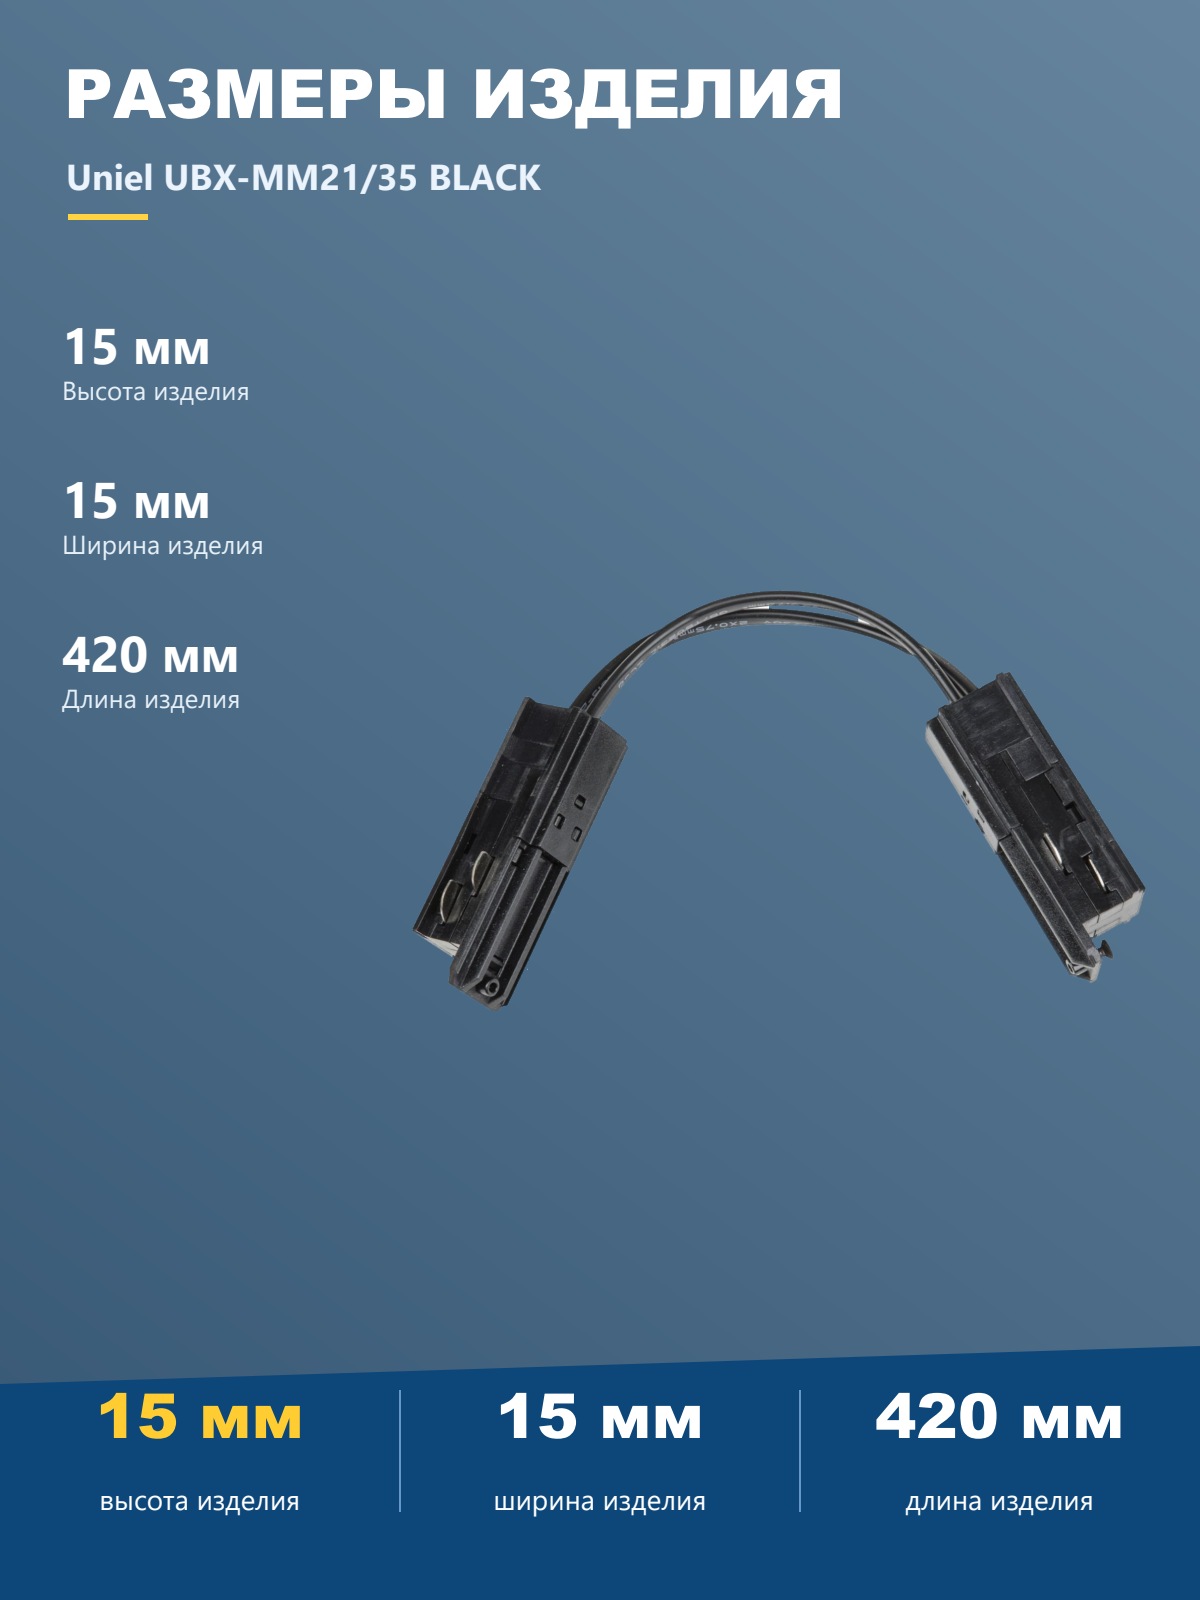 РАЗМЕРЫ ИЗДЕЛИЯ
Uniel UBX-MM21/35 BLACK
15 мм
Высота изделия
15 мм
Ширина изделия
420 мм
Длина изделия
15 мм
высота изделия
15 мм
ширина изделия
420 мм
длина изделия